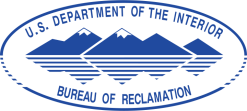 U.S. DEPARTMENT OF THE INTERIOR
BUREAU OF RECLAMATION